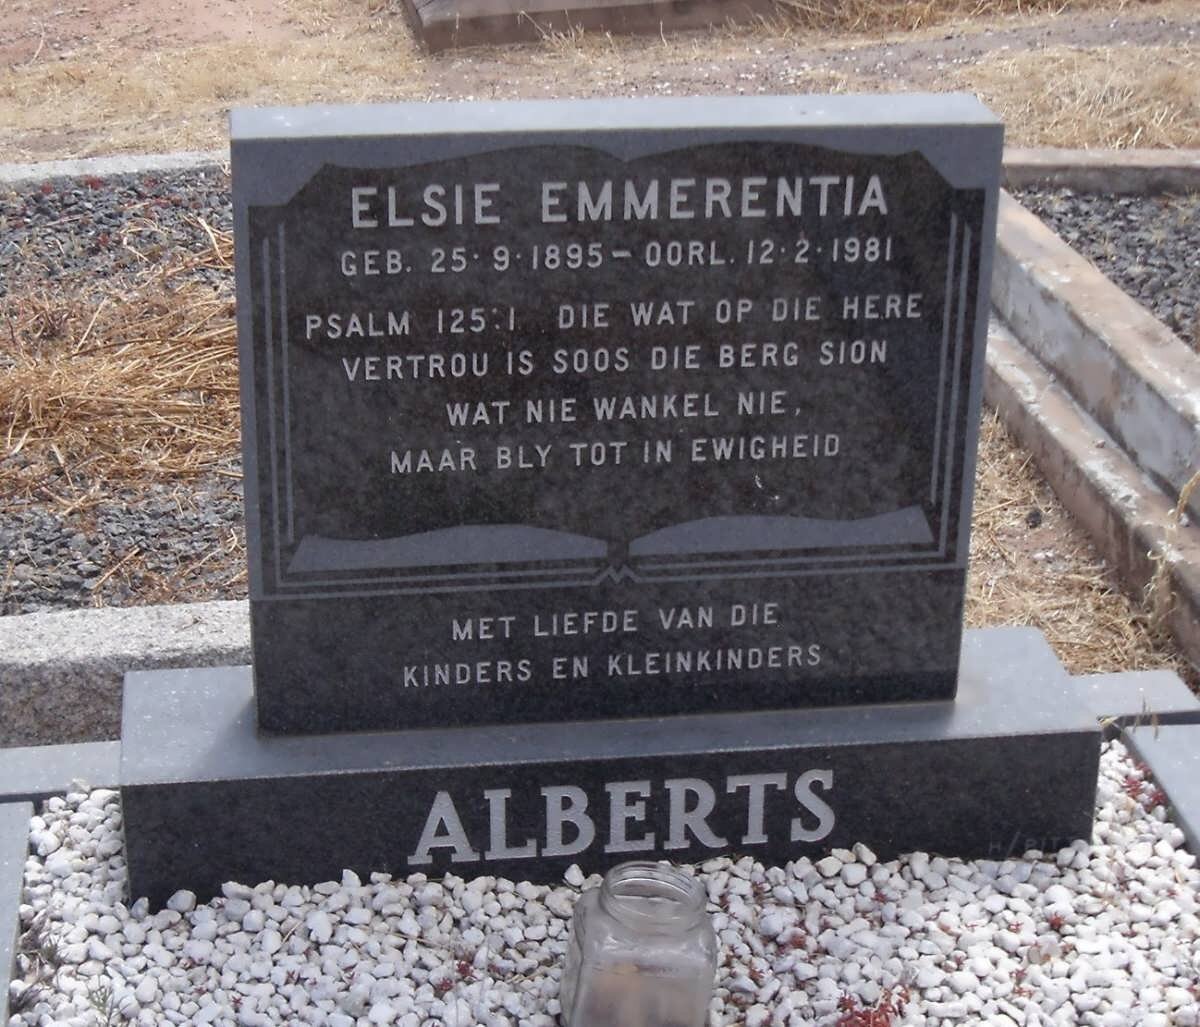 ELSIE EMMERENTIA
GEB. 25·9·1895 – OORL. 12·2·1981
PSALM 125:1 DIE WAT OP DIE HERE
VERTROU IS SOOS DIE BERG SION
WAT NIE WANKEL NIE,
MAAR BLY TOT IN EWIGHEID
MET LIEFDE VAN DIE
KINDERS EN KLEINKINDERS
ALBERTS